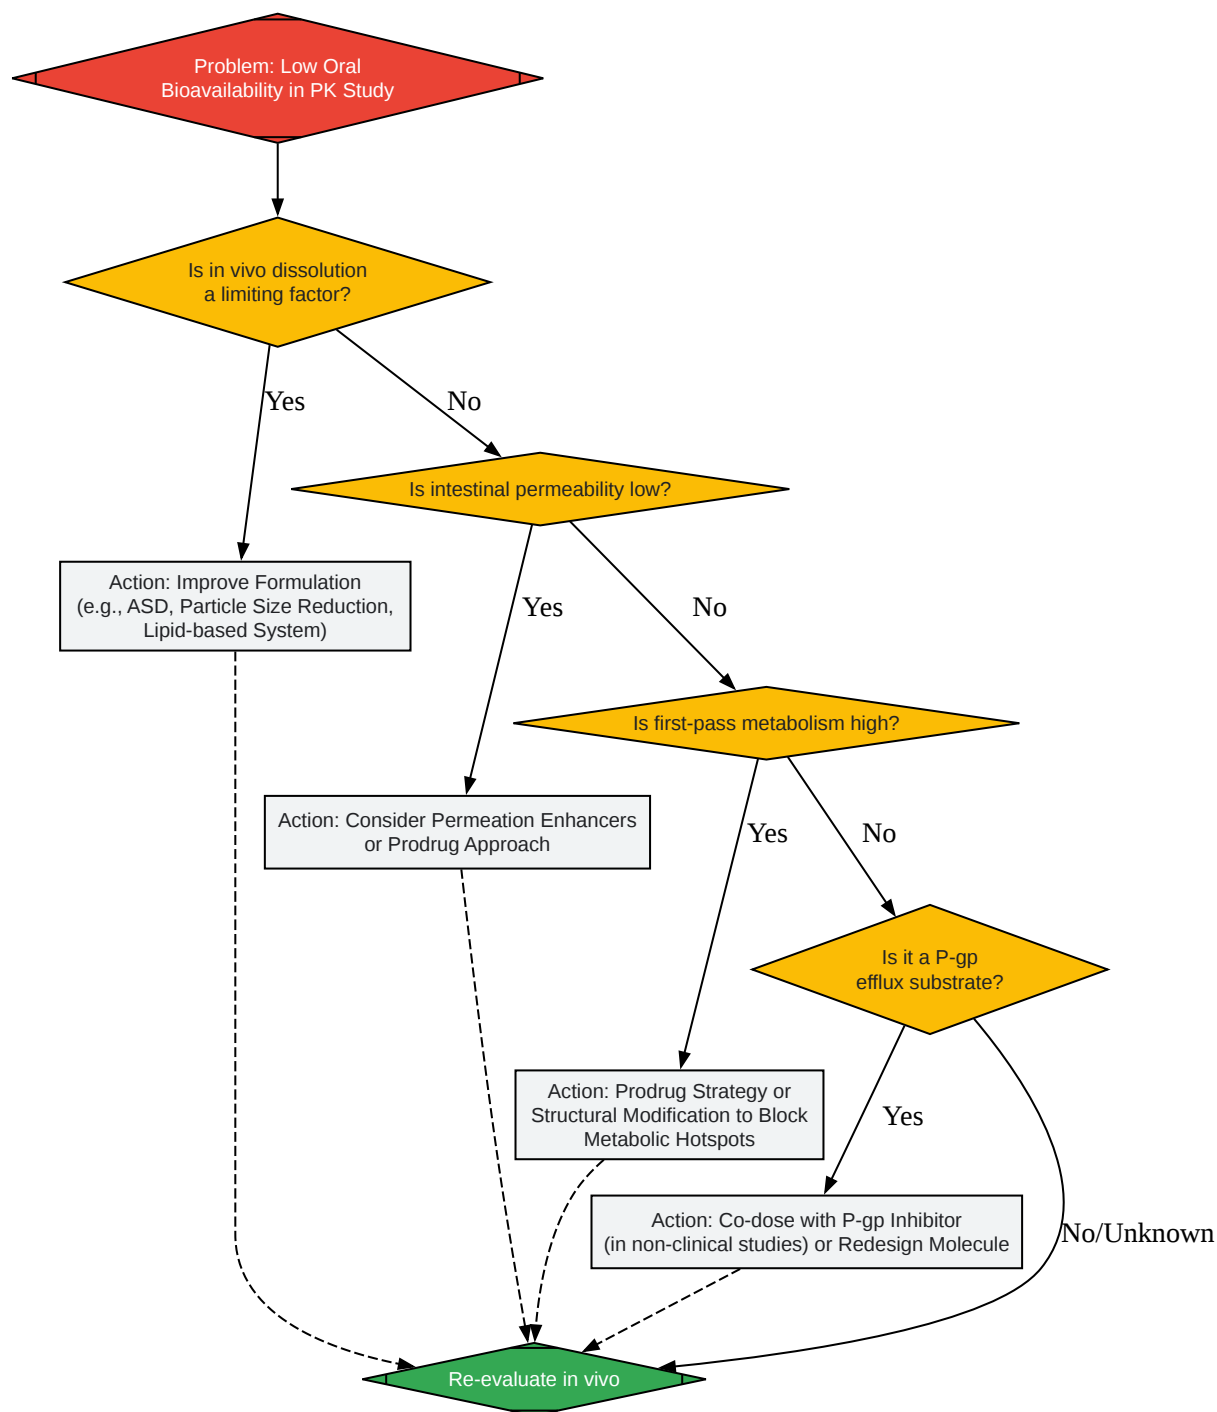 Problem: Low Oral
Bioavailability in PK Study
Is in vivo dissolution
a limiting factor?
Yes
No
Is intestinal permeability low?
Action: Improve Formulation
(e.g., ASD, Particle Size Reduction,
Lipid-based System)
Yes
No
Is first-pass metabolism high?
Action: Consider Permeation Enhancers
or Prodrug Approach
Yes
No
Is it a P-gp
efflux substrate?
Action: Prodrug Strategy or
Structural Modification to Block
Metabolic Hotspots
Yes
Action: Co-dose with P-gp Inhibitor
(in non-clinical studies) or Redesign Molecule
No/Unknown
Re-evaluate in vivo